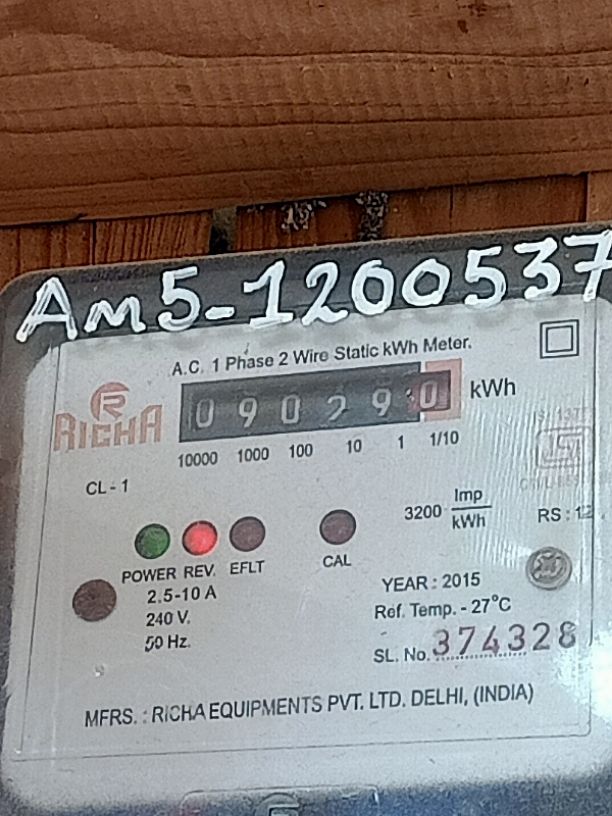 Am5-1200537
A.C. 1 Phase 2 Wire Static kWh Meter.
RICHA
0 9 0 2 9 0 kWh
10000 1000 100 10 1 1/10
CL - 1
3200 Imp/kWh
RS : 12
POWER REV. EFLT CAL
2.5-10 A
240 V.
50 Hz.
YEAR : 2015
Ref. Temp. - 27°C
SL. No. 374328
MFRS. : RICHA EQUIPMENTS PVT. LTD. DELHI, (INDIA)